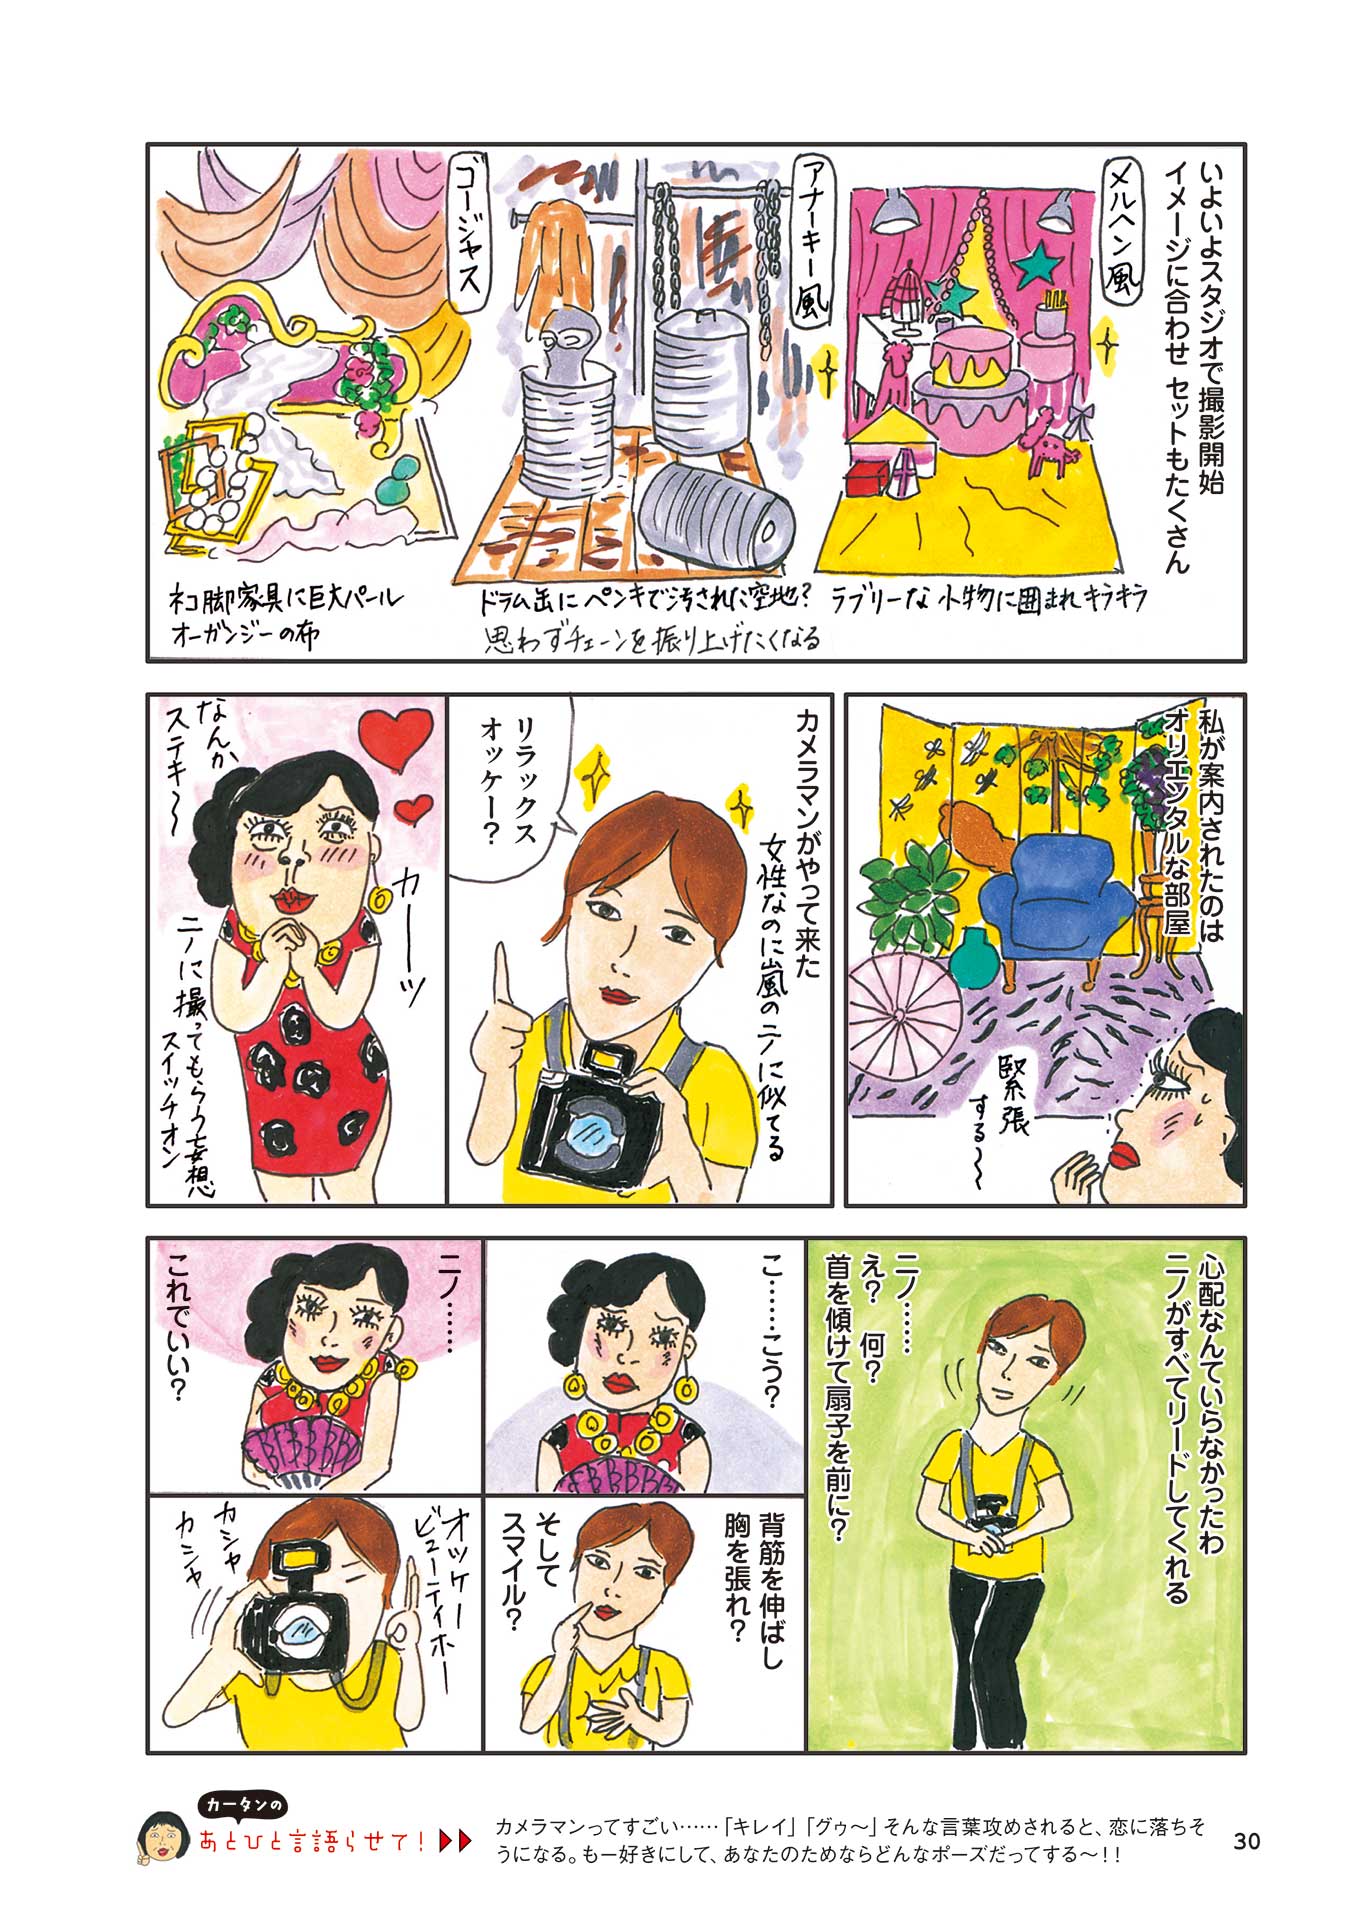 いよいよスタジオで撮影開始
イメージに合わせ セットもたくさん
メルヘン風
ラブリーな小物に囲まれキラキラ
アナーキー風
ドラム缶にペンキで汚された空地?
思わずチェーンを振り上げたくなる
ゴージャス
ネコ脚家具に巨大パール
オーガンジーの布
私が案内されたのは
オリエンタルな部屋
緊張
する〜
カメラマンがやって来た
女性なのに嵐のニノに似てる
リラックス
オッケー?
カーーッ
なんか
ステキ〜
ニノに撮ってもらう妄想
スイッチオン
心配なんていらなかったわ
ニノがすべてリードしてくれる
ニノ……
え? 何?
首を傾けて扇子を前に?
こ……こう?
ニノ……
これでいい?
背筋を伸ばし
胸を張れ?
そして
スマイル?
オッケー
ビューティホー
カシャ
カシャ
カータンの
あとひと言語らせて!
カメラマンってすごい……「キレイ」「グゥ〜」そんな言葉攻めされると、恋に落ちそ
うになる。もー好きにして、あなたのためならどんなポーズだってする〜!!
30